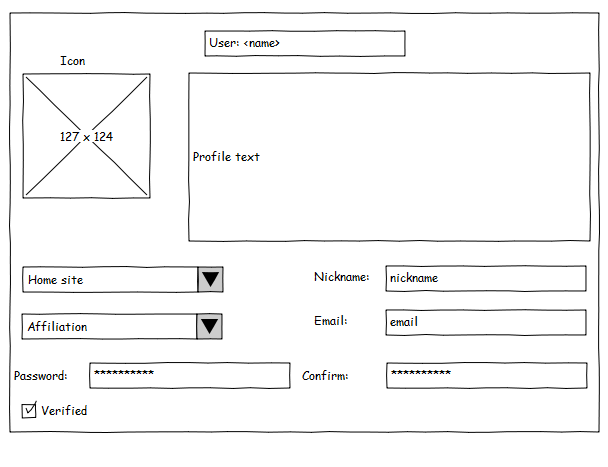 User: <name>
Icon
127 x 124
Profile text
Home site
Nickname: nickname
Affiliation
Email: email
Password: **********
Confirm: **********
Verified